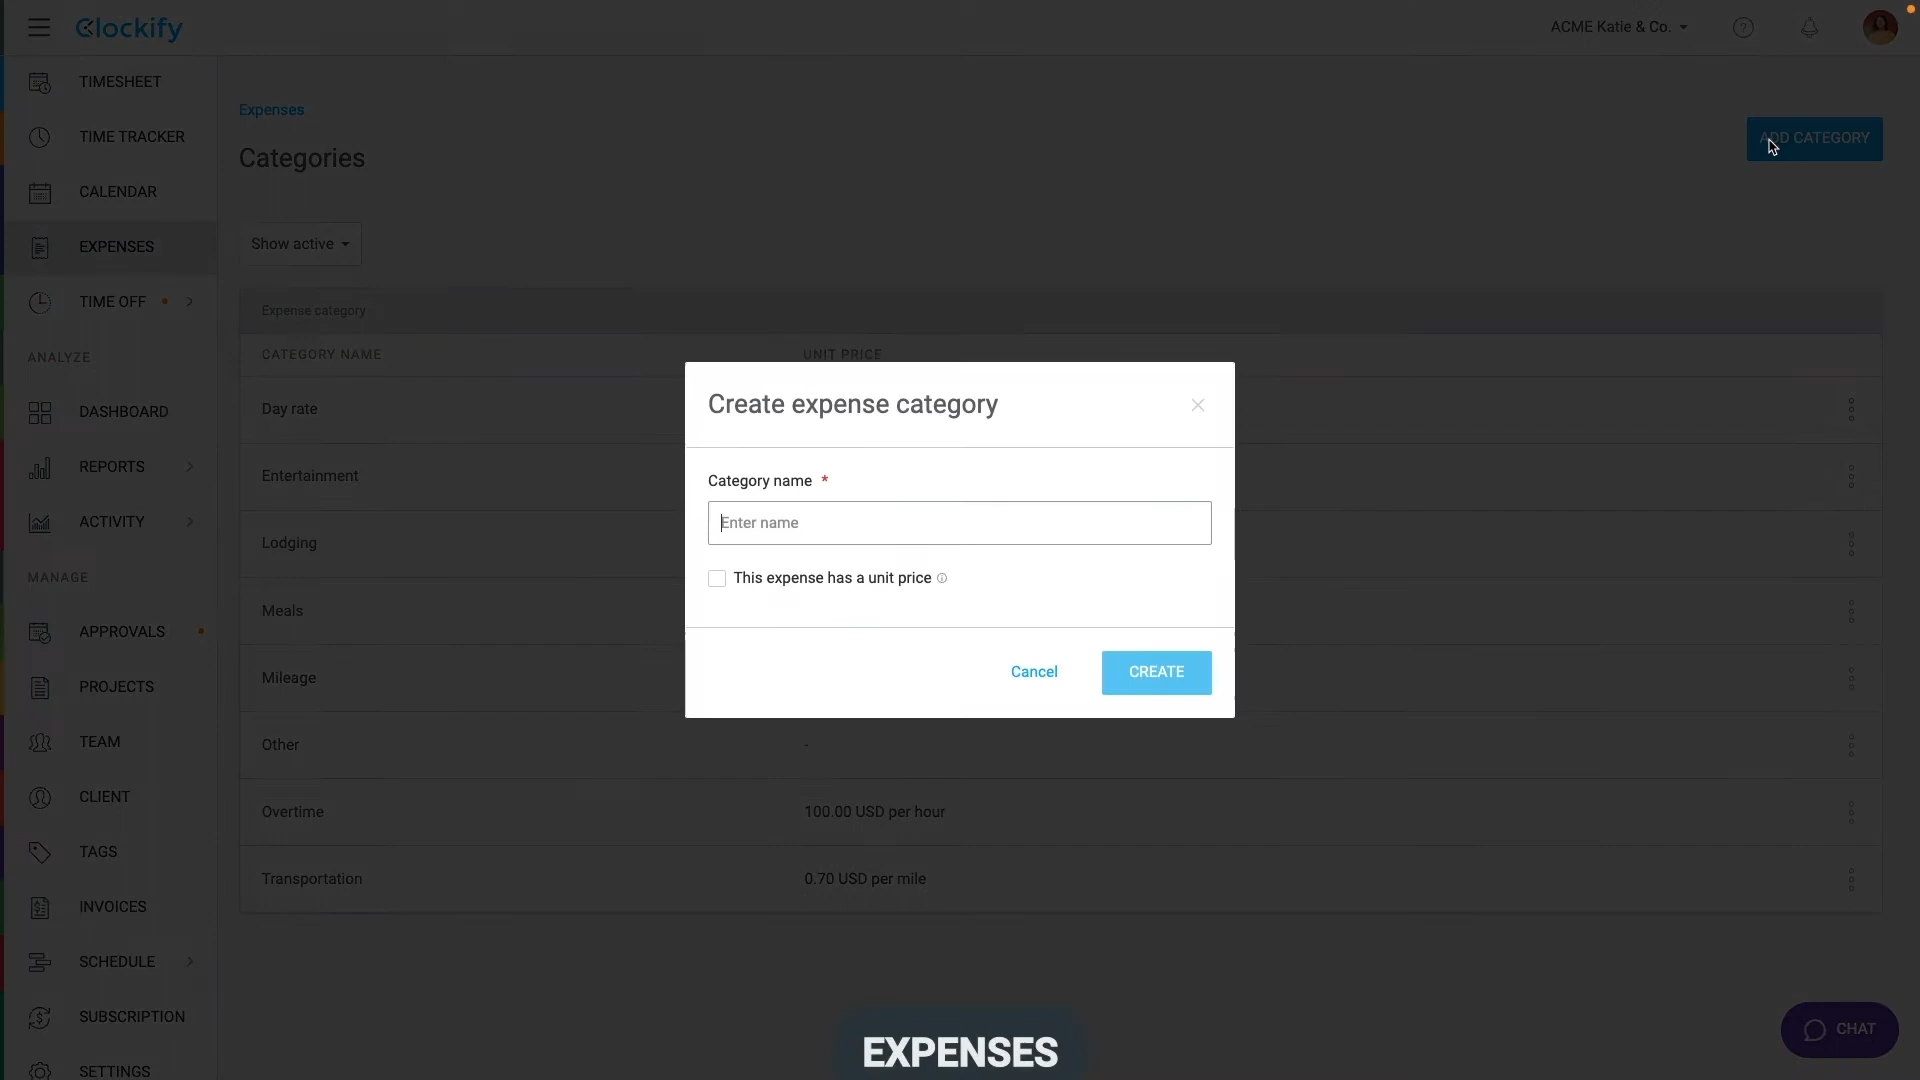 Clockify
ACME Katie & Co.
?
TIMESHEET
TIME TRACKER
CALENDAR
EXPENSES
TIME OFF
ANALYZE
DASHBOARD
REPORTS
ACTIVITY
MANAGE
APPROVALS
PROJECTS
TEAM
CLIENT
TAGS
INVOICES
SCHEDULE
SUBSCRIPTION
SETTINGS
Expenses
Categories
ADD CATEGORY
Show active
Expense category
CATEGORY NAME UNIT PRICE
Day rate
Entertainment
Lodging
Meals
Mileage
Other -
Overtime 100.00 USD per hour
Transportation 0.70 USD per mile
Create expense category
Category name *
Enter name
This expense has a unit price
Cancel
CREATE
EXPENSES
CHAT